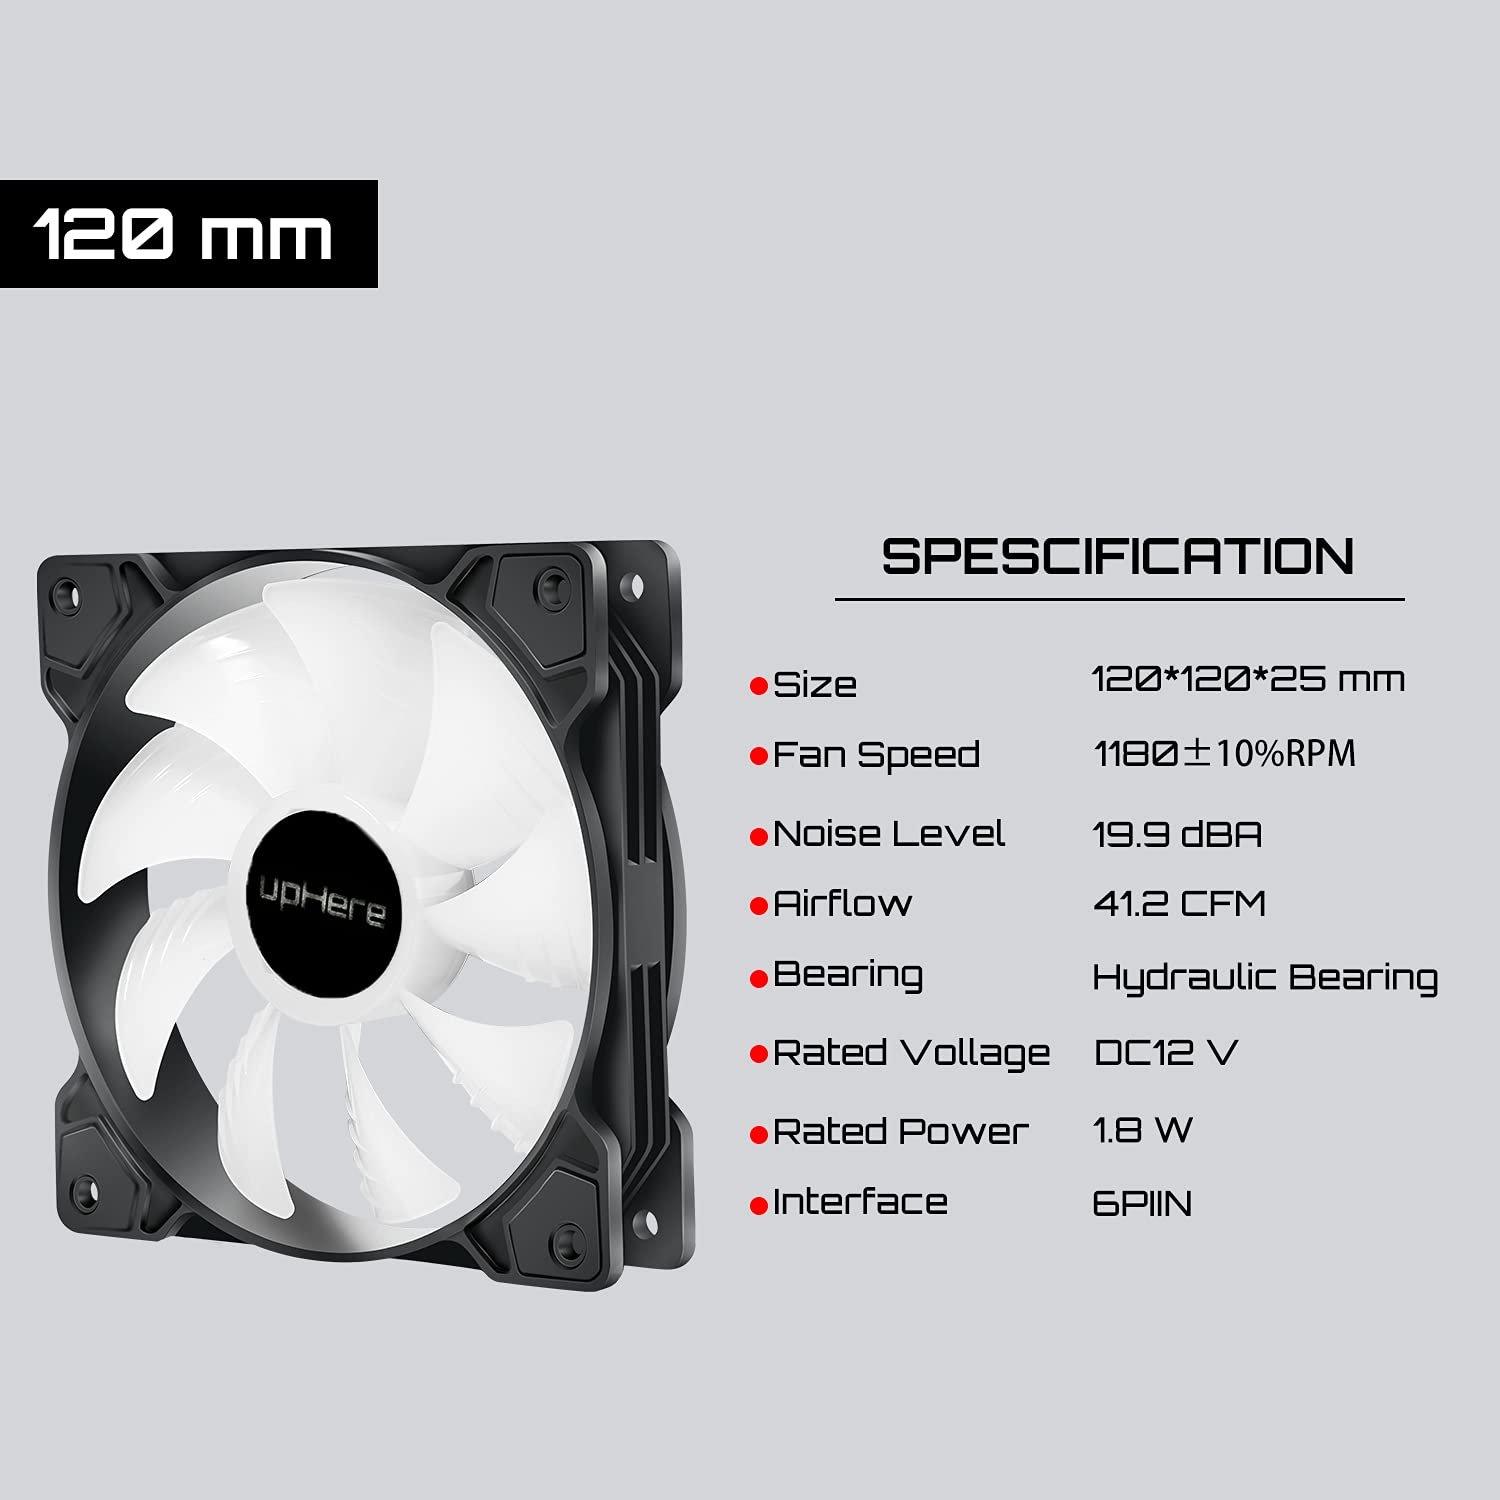 120 mm
SPESCIFICATION
Size 120*120*25 mm
Fan Speed 1180±10%RPM
Noise Level 19.9 dBA
Airflow 41.2 CFM
Bearing Hydraulic Bearing
Rated Vollage DC12 V
Rated Power 1.8 W
Interface 6PIIN
upHere